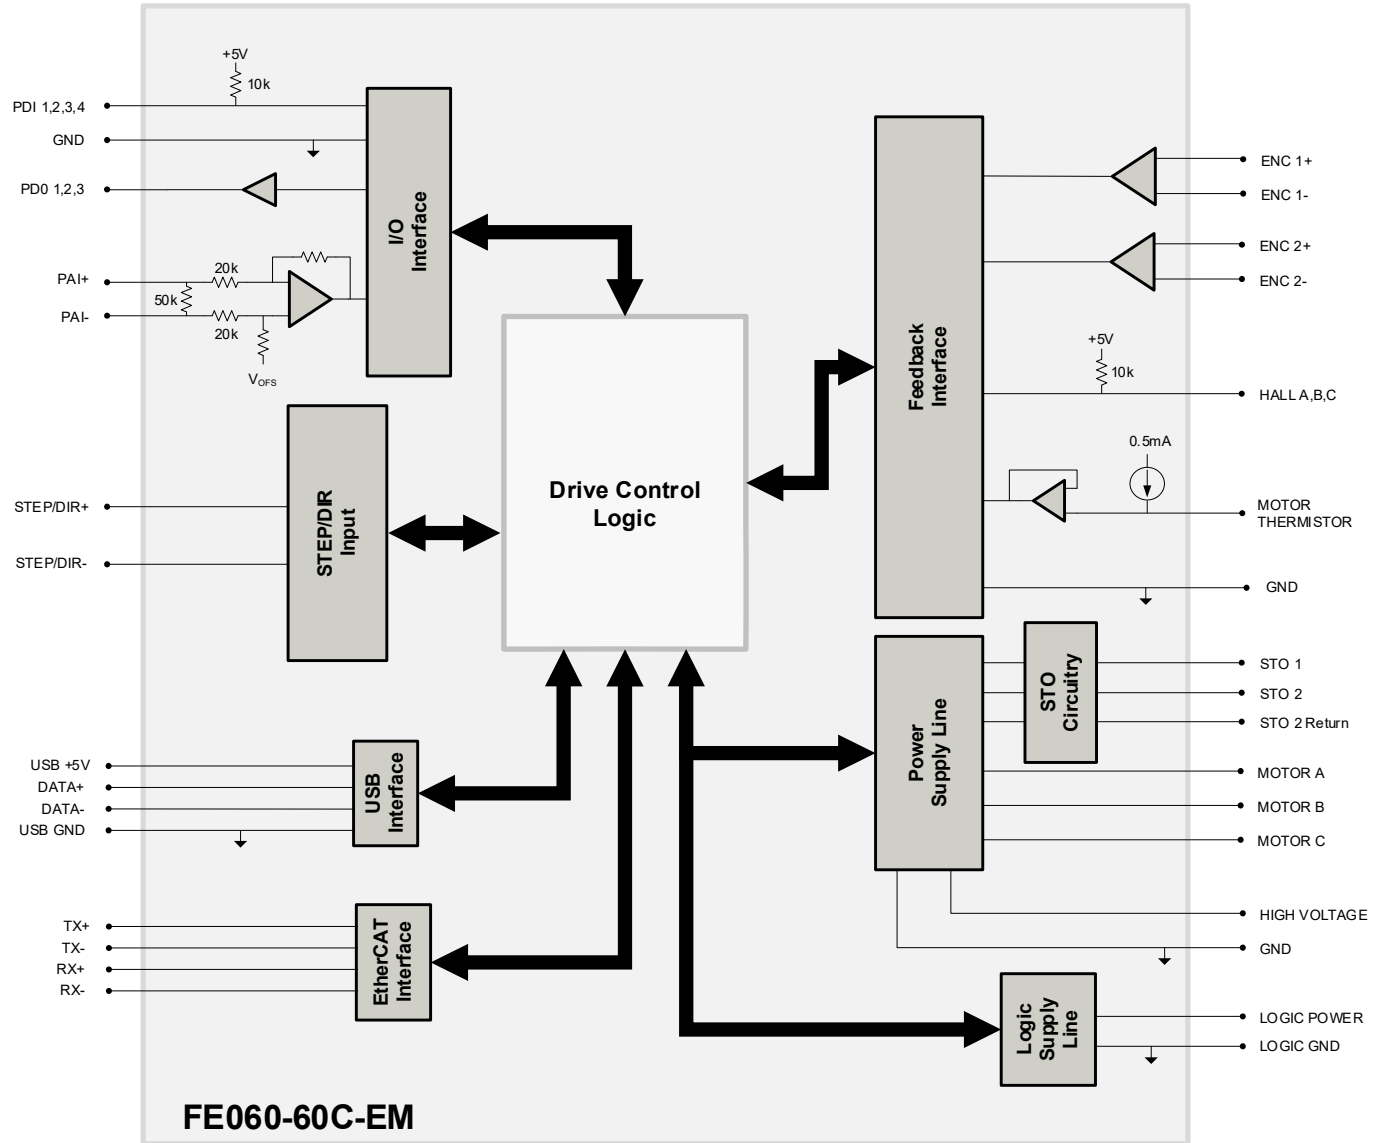 +5V
10k
PDI 1,2,3,4
GND
PD0 1,2,3
I/O
Interface
PAI+
20k
50k
PAI-
20k
VOFS
STEP/DIR+
STEP/DIR-
STEP/DIR
Input
Drive Control
Logic
USB +5V
DATA+
DATA-
USB GND
USB
Interface
TX+
TX-
RX+
RX-
EtherCAT
Interface
Feedback
Interface
ENC 1+
ENC 1-
ENC 2+
ENC 2-
+5V
10k
HALL A,B,C
0.5mA
MOTOR
THERMISTOR
GND
Power
Supply Line
STO
Circuitry
STO 1
STO 2
STO 2 Return
MOTOR A
MOTOR B
MOTOR C
HIGH VOLTAGE
GND
Logic
Supply
Line
LOGIC POWER
LOGIC GND
FE060-60C-EM